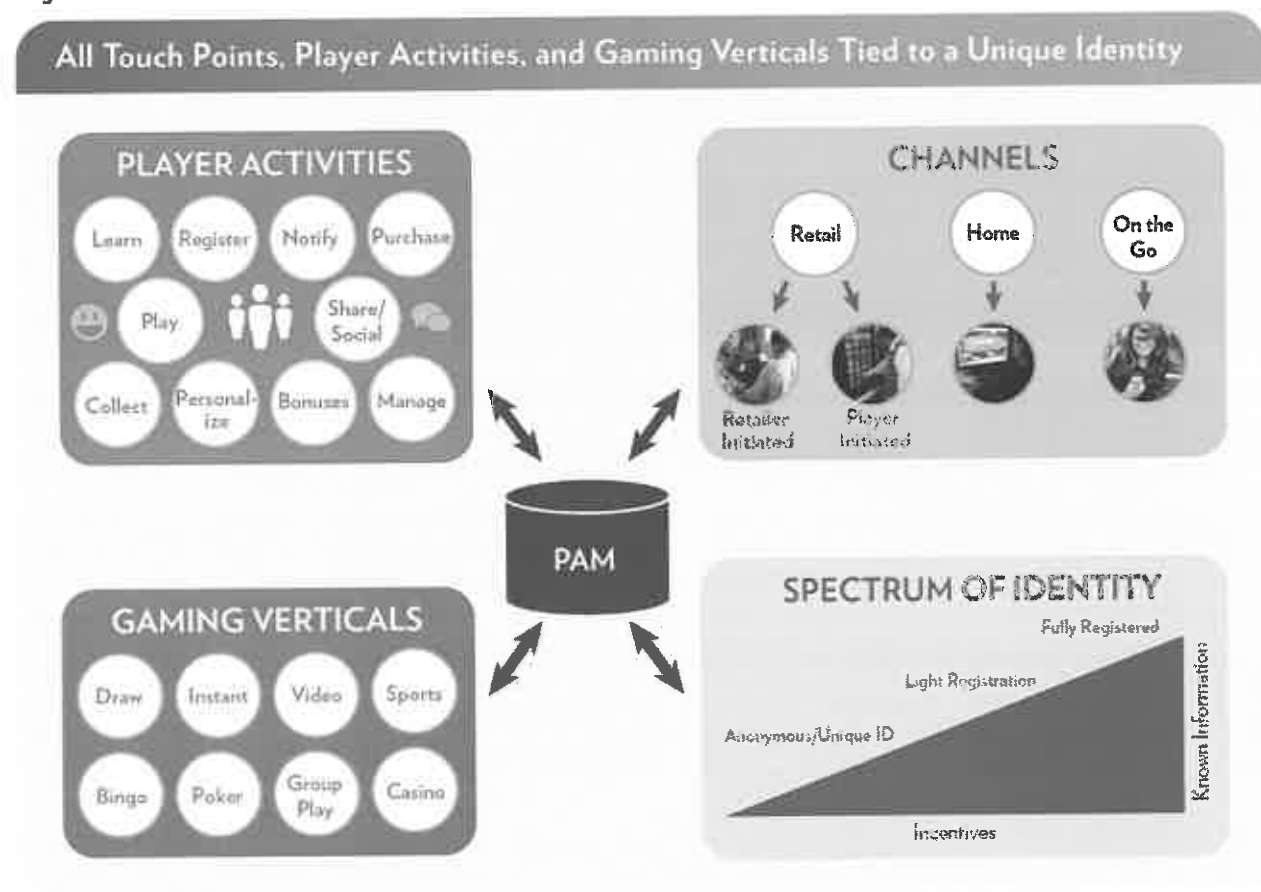 All Touch Points, Player Activities, and Gaming Verticals Tied to a Unique Identity
PLAYER ACTIVITIES
Learn
Register
Notify
Purchase
Play
Share/
Social
Collect
Personal-
ize
Bonuses
Manage
CHANNELS
Retail
Home
On the
Go
Retailer
Initiated
Player
Initiated
PAM
GAMING VERTICALS
Draw
Instant
Video
Sports
Bingo
Poker
Group
Play
Casino
SPECTRUM OF IDENTITY
Fully Registered
Light Registration
Anonymous/Unique ID
Known Information
Incentives